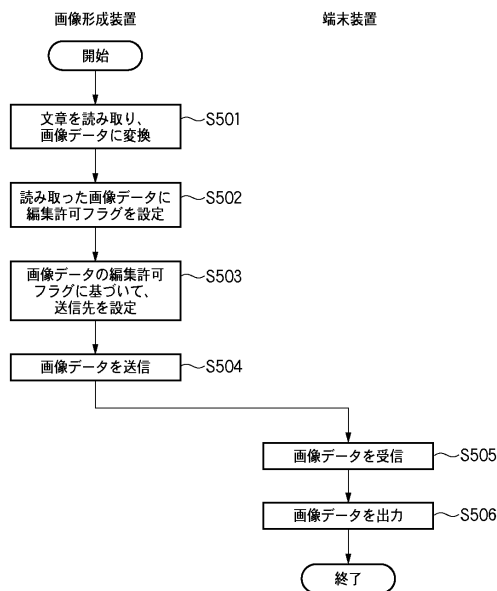 画像形成装置
端末装置
開始
文章を読み取り、
画像データに変換
S501
読み取った画像データに
編集許可フラグを設定
S502
画像データの編集許可
フラグに基づいて、
送信先を設定
S503
画像データを送信
S504
画像データを受信
S505
画像データを出力
S506
終了